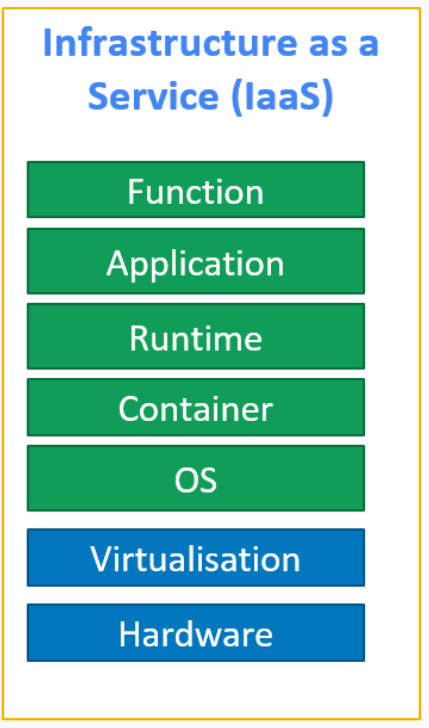 Infrastructure as a
Service (IaaS)
Function
Application
Runtime
Container
OS
Virtualisation
Hardware